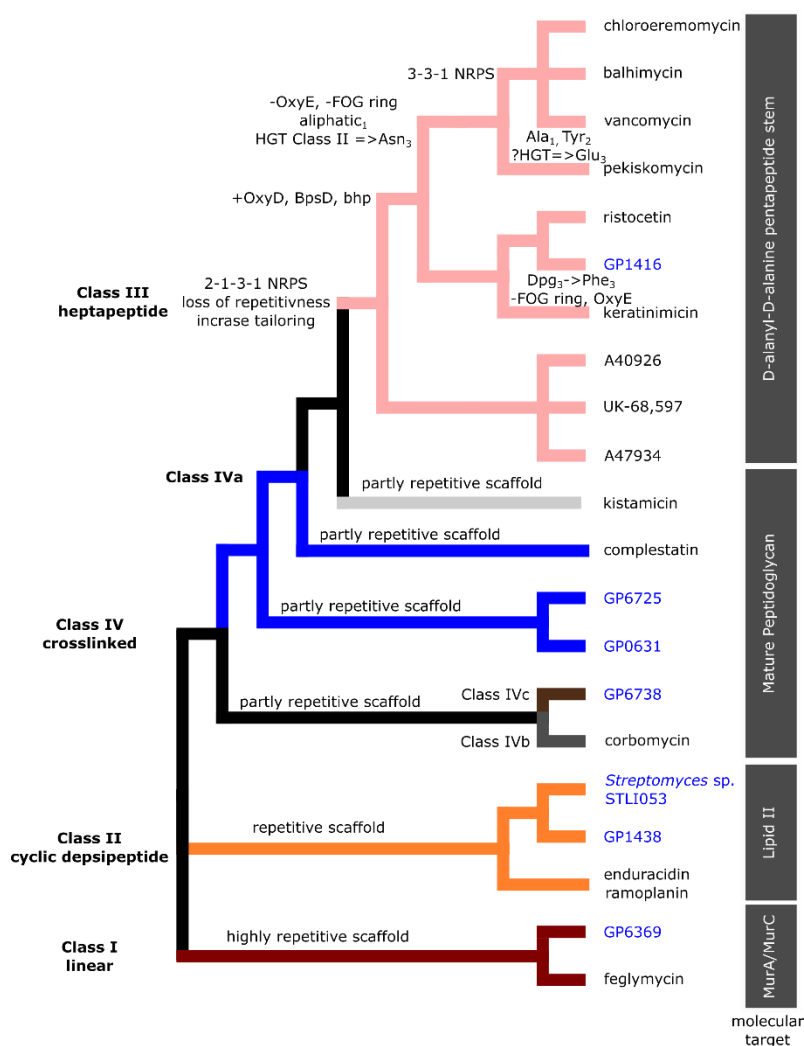 chloroeremomycin
3-3-1 NRPS
balhimycin
-OxyE, -FOG ring
aliphatic₁
HGT Class II =>Asn₃
vancomycin
Ala₁, Tyr₂
?HGT=>Glu₃
pekiskomycin
+OxyD, BpsD, bhp
ristocetin
GP1416
Dpg₃->Phe₃
-FOG ring, OxyE
keratinimicin
Class III
heptapeptide
2-1-3-1 NRPS
loss of repetitivness
incrase tailoring
A40926
UK-68,597
A47934
D-alanyl-D-alanine pentapeptide stem
Class IVa
partly repetitive scaffold
kistamicin
partly repetitive scaffold
complestatin
partly repetitive scaffold
GP6725
GP0631
Class IV
crosslinked
partly repetitive scaffold
Class IVc
GP6738
Class IVb
corbomycin
Mature Peptidoglycan
Streptomyces sp.
STLI053
Class II
cyclic depsipeptide
repetitive scaffold
GP1438
enduracidin
ramoplanin
Lipid II
Class I
linear
highly repetitive scaffold
GP6369
feglymycin
MurA/MurC
molecular
target